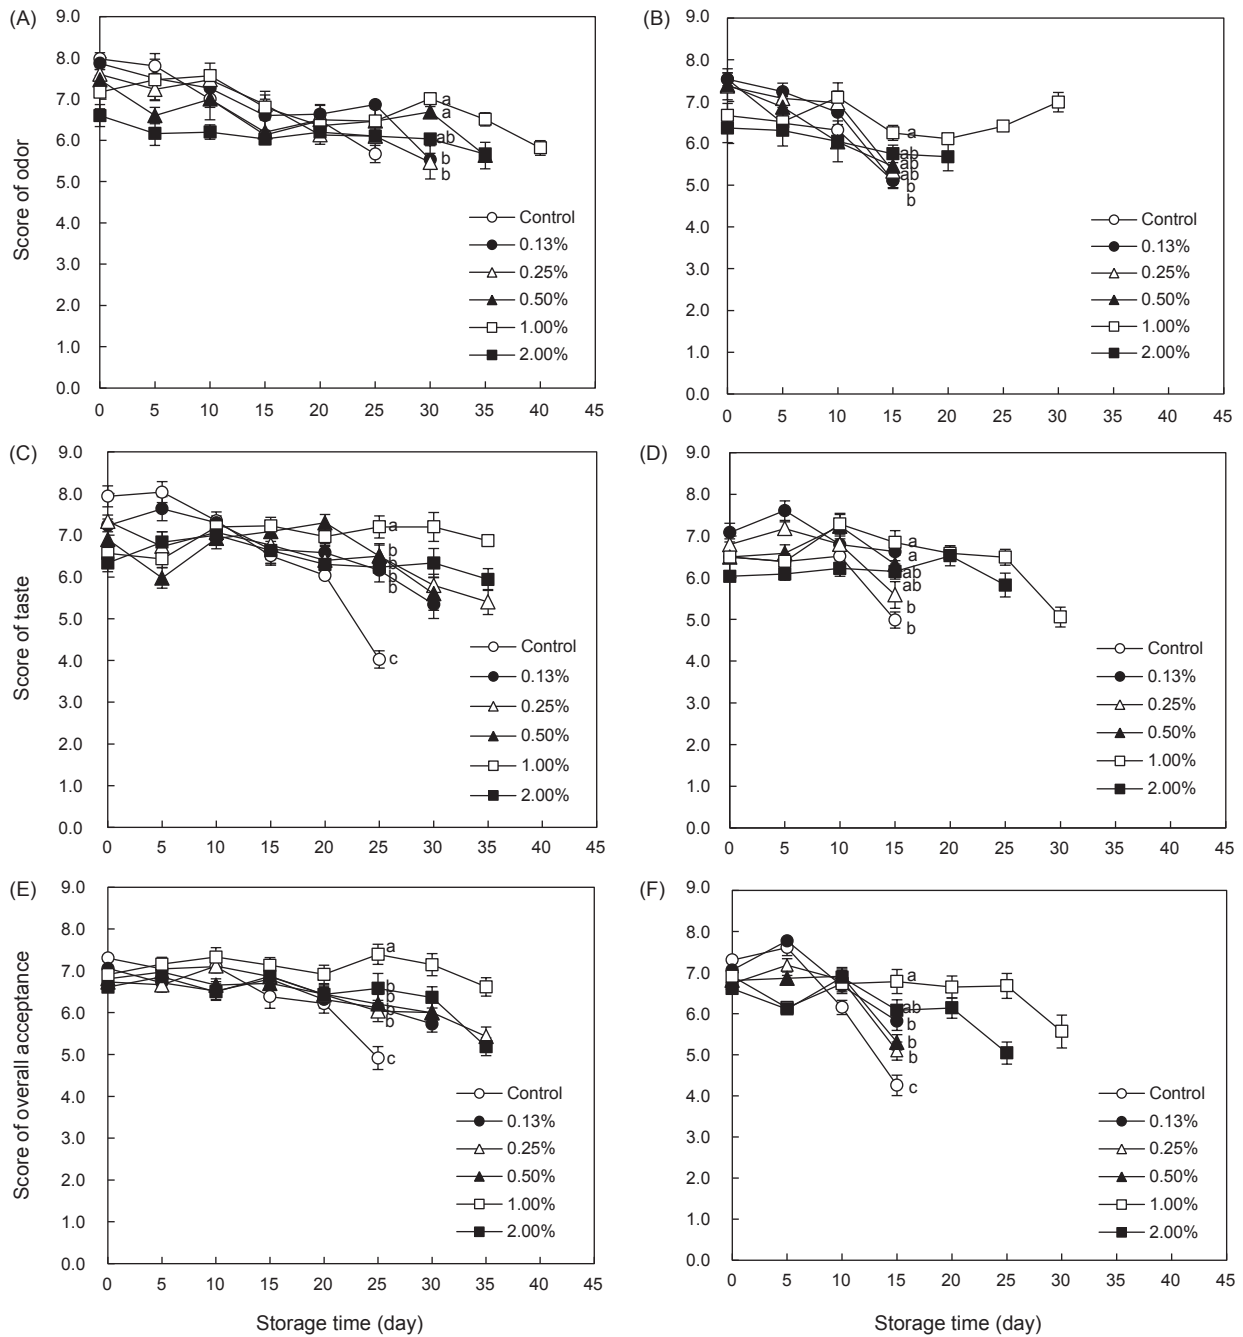 (A)
9.0
8.0
7.0
6.0
5.0
4.0
3.0
2.0
1.0
0.0
Score of odor
a
a
ab
b
b
Control
0.13%
0.25%
0.50%
1.00%
2.00%
0 5 10 15 20 25 30 35 40 45
(B)
9.0
8.0
7.0
6.0
5.0
4.0
3.0
2.0
1.0
0.0
a
ab
ab
ab
b
b
Control
0.13%
0.25%
0.50%
1.00%
2.00%
0 5 10 15 20 25 30 35 40 45
(C)
9.0
8.0
7.0
6.0
5.0
4.0
3.0
2.0
1.0
0.0
Score of taste
a
b
b
b
b
c
Control
0.13%
0.25%
0.50%
1.00%
2.00%
0 5 10 15 20 25 30 35 40 45
(D)
9.0
8.0
7.0
6.0
5.0
4.0
3.0
2.0
1.0
0.0
a
a
ab
ab
b
b
Control
0.13%
0.25%
0.50%
1.00%
2.00%
0 5 10 15 20 25 30 35 40 45
(E)
9.0
8.0
7.0
6.0
5.0
4.0
3.0
2.0
1.0
0.0
Score of overall acceptance
a
b
b
b
b
c
Control
0.13%
0.25%
0.50%
1.00%
2.00%
0 5 10 15 20 25 30 35 40 45
Storage time (day)
(F)
9.0
8.0
7.0
6.0
5.0
4.0
3.0
2.0
1.0
0.0
a
ab
b
b
b
c
Control
0.13%
0.25%
0.50%
1.00%
2.00%
0 5 10 15 20 25 30 35 40 45
Storage time (day)